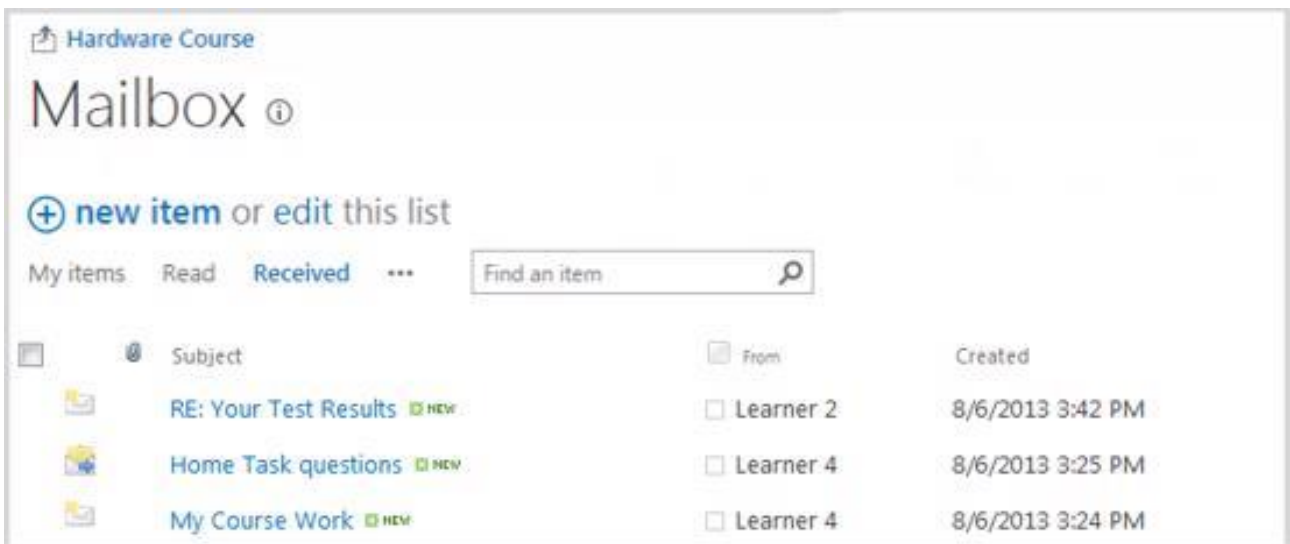 Hardware Course
Mailbox
new item or edit this list
My items Read Received ••• Find an item
Subject From Created
RE: Your Test Results NEW Learner 2 8/6/2013 3:42 PM
Home Task questions NEW Learner 4 8/6/2013 3:25 PM
My Course Work NEW Learner 4 8/6/2013 3:24 PM